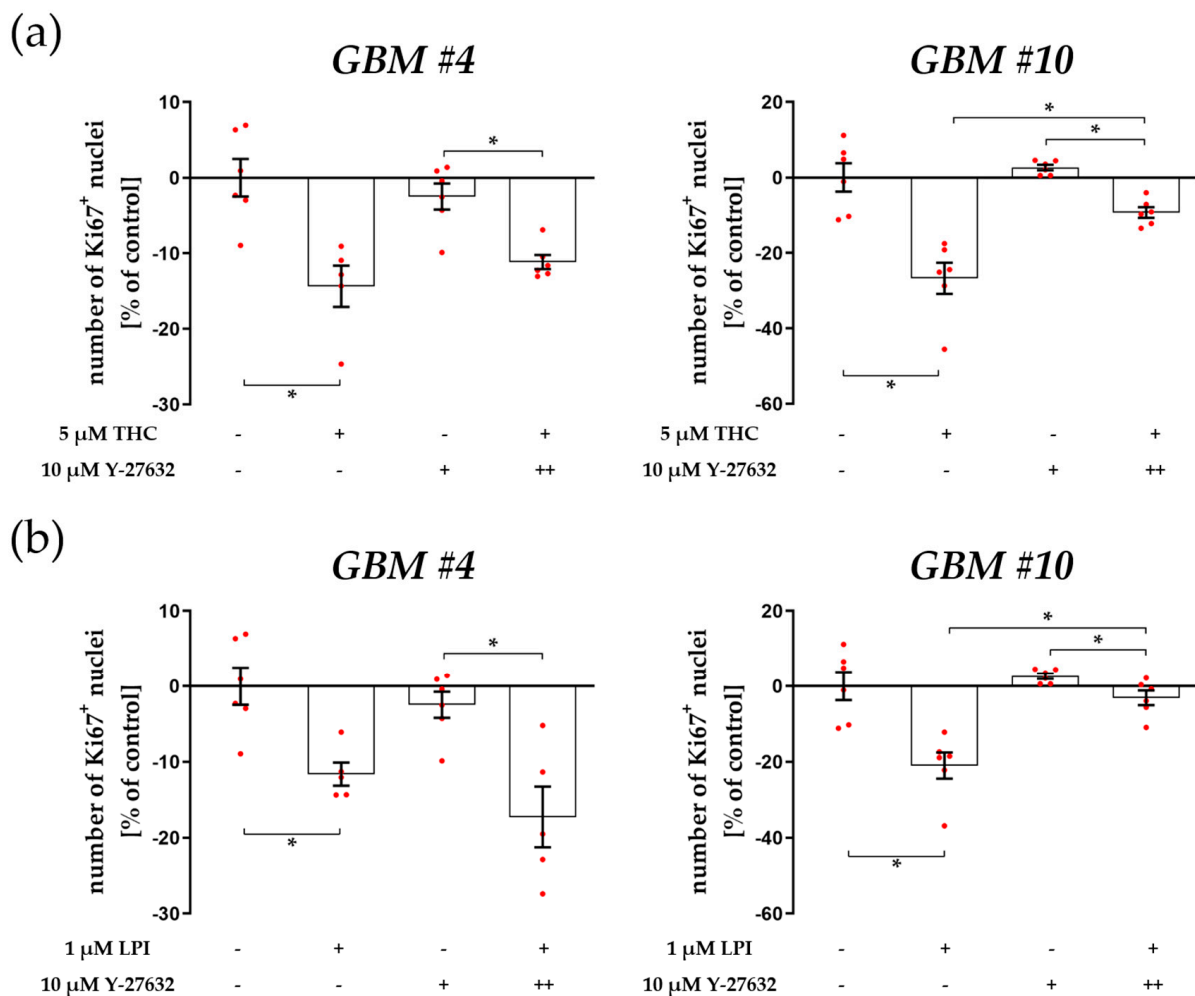 (a)
GBM #4
GBM #10
number of Ki67+ nuclei
[% of control]
10
0
-10
-20
-30
*
*
number of Ki67+ nuclei
[% of control]
20
0
-20
-40
-60
*
*
*
5 μM THC - + - +
10 μM Y-27632 - - + ++
5 μM THC - + - +
10 μM Y-27632 - - + ++
(b)
GBM #4
GBM #10
number of Ki67+ nuclei
[% of control]
10
0
-10
-20
-30
*
*
number of Ki67+ nuclei
[% of control]
20
0
-20
-40
-60
*
*
*
1 μM LPI - + - +
10 μM Y-27632 - - + ++
1 μM LPI - + - +
10 μM Y-27632 - - + ++